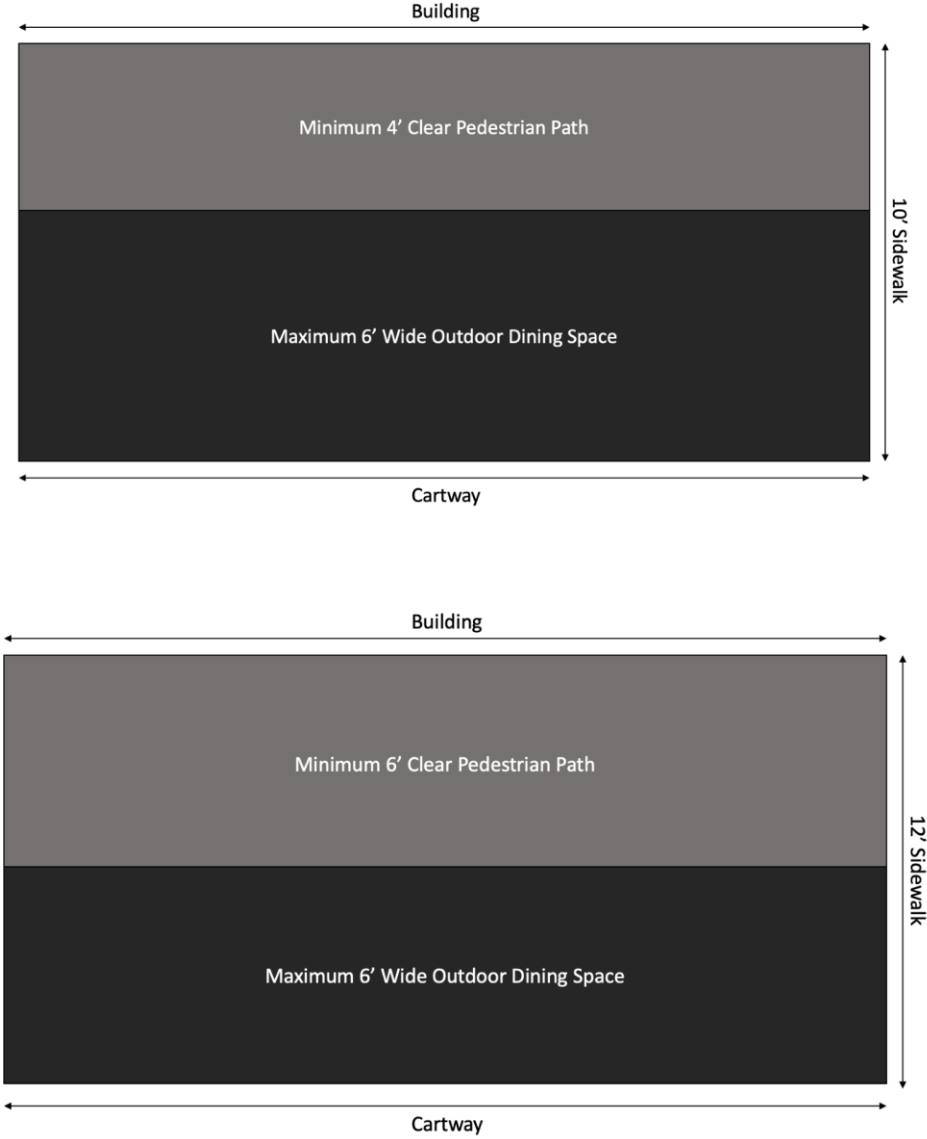 Building
Minimum 4’ Clear Pedestrian Path
10’ Sidewalk
Maximum 6’ Wide Outdoor Dining Space
Cartway
Building
Minimum 6’ Clear Pedestrian Path
12’ Sidewalk
Maximum 6’ Wide Outdoor Dining Space
Cartway